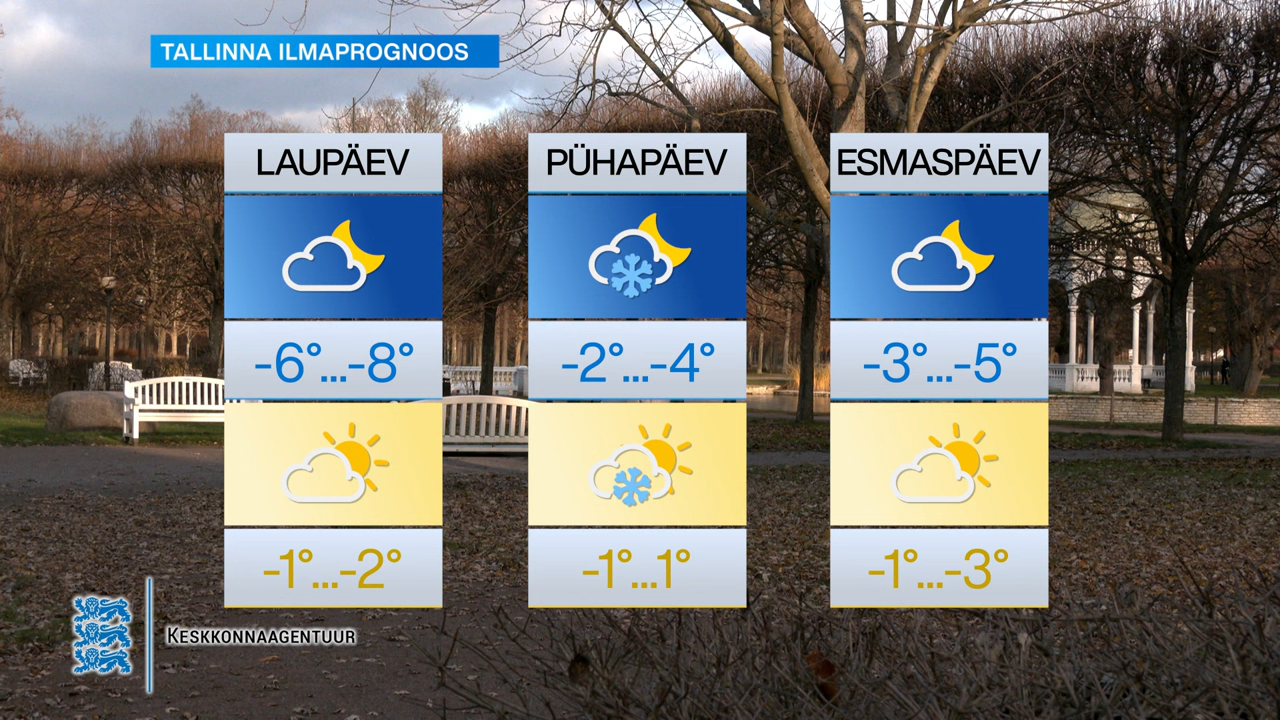 TALLINNA ILMAPROGNOOS
LAUPÄEV
-6°...-8°
-1°...-2°
PÜHAPÄEV
-2°...-4°
-1°...1°
ESMASPÄEV
-3°...-5°
-1°...-3°
KESKKONNAAGENTUUR